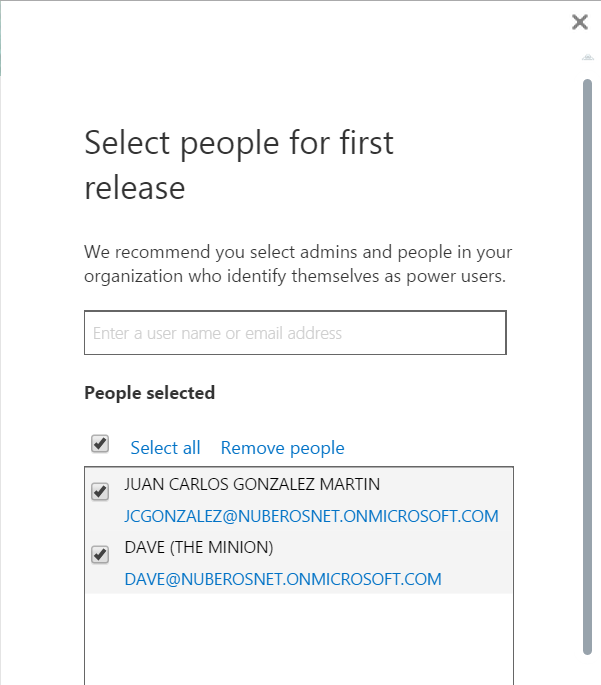 Select people for first
release
We recommend you select admins and people in your
organization who identify themselves as power users.
Enter a user name or email address
People selected
Select all Remove people
JUAN CARLOS GONZALEZ MARTIN
JCGONZALEZ@NUBEROSNET.ONMICROSOFT.COM
DAVE (THE MINION)
DAVE@NUBEROSNET.ONMICROSOFT.COM